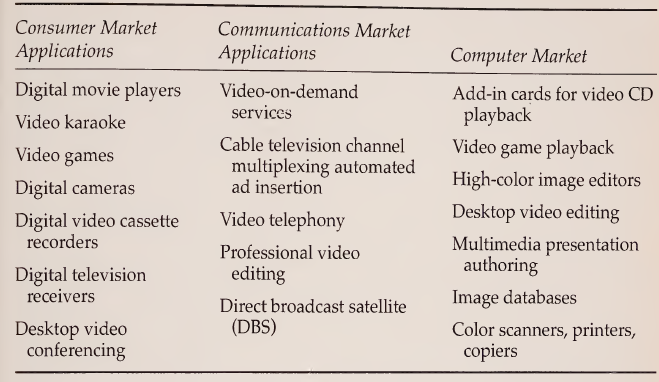 Consumer Market
Applications
Communications Market
Applications
Computer Market
Digital movie players
Video karaoke
Video games
Digital cameras
Digital video cassette
recorders
Digital television
receivers
Desktop video
conferencing
Video-on-demand
services
Cable television channel
multiplexing automated
ad insertion
Video telephony
Professional video
editing
Direct broadcast satellite
(DBS)
Add-in cards for video CD
playback
Video game playback
High-color image editors
Desktop video editing
Multimedia presentation
authoring
Image databases
Color scanners, printers,
copiers